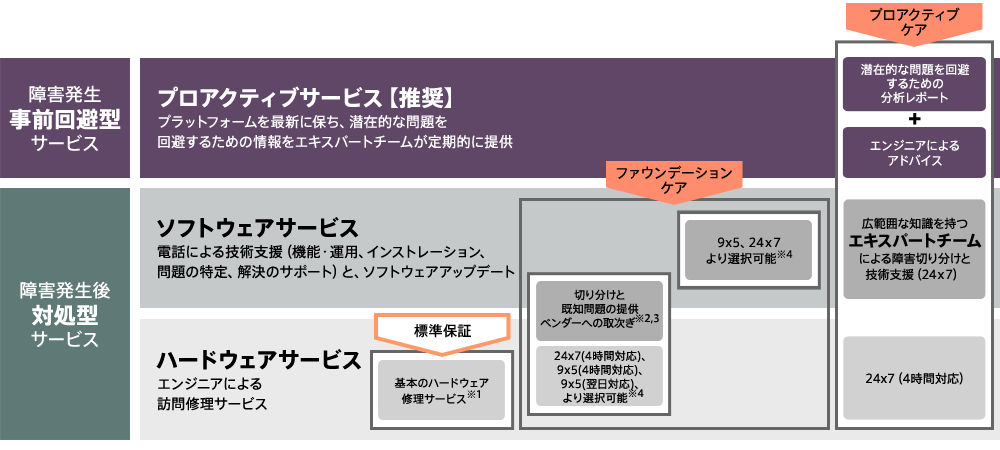 プロアクティブ
ケア
障害発生
事前回避型
サービス
プロアクティブサービス【推奨】
プラットフォームを最新に保ち、潜在的な問題を
回避するための情報をエキスパートチームが定期的に提供
潜在的な問題を回避
するための
分析レポート
+
エンジニアによる
アドバイス
ファウンデーション
ケア
障害発生後
対処型
サービス
ソフトウェアサービス
電話による技術支援（機能・運用、インストレーション、
問題の特定、解決のサポート）と、ソフトウェアアップデート
9x5、24x7
より選択可能※4
広範囲な知識を持つ
エキスパートチーム
による障害切り分けと
技術支援（24x7）
切り分けと
既知問題の提供
ベンダーへの取次ぎ※2,3
標準保証
ハードウェアサービス
エンジニアによる
訪問修理サービス
基本のハードウェア
修理サービス※1
24x7(4時間対応)、
9x5(4時間対応)、
9x5(翌日対応)、
より選択可能※4
24x7（4時間対応）